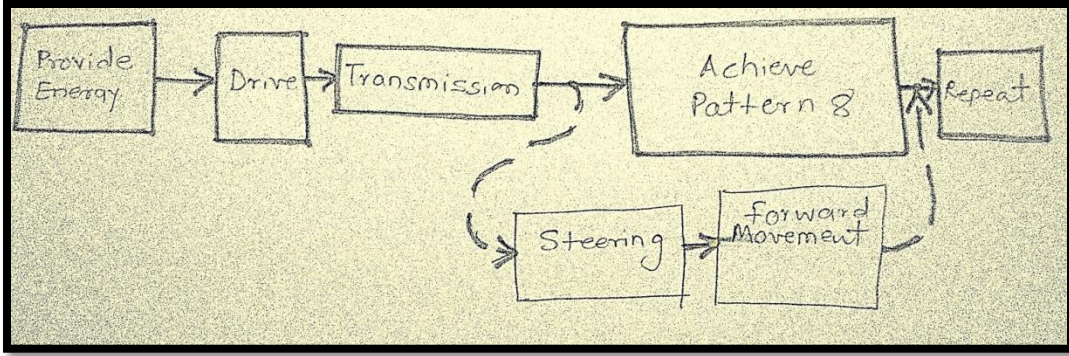 Provide
Energy
Drive
Transmission
Achieve
Pattern 8
Repeat
Steering
forward
Movement